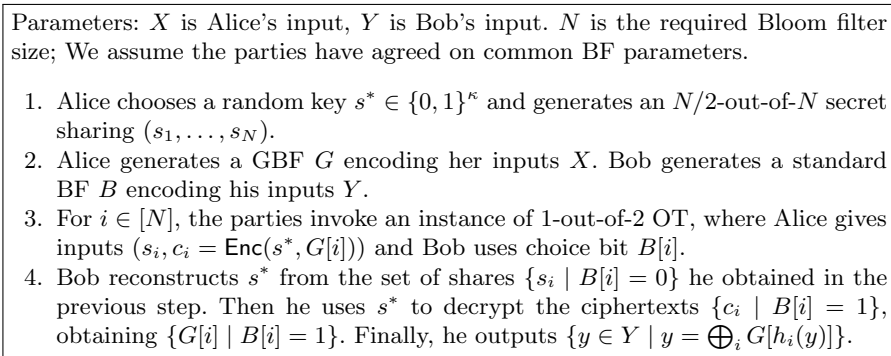 Parameters: X is Alice's input, Y is Bob's input. N is the required Bloom filter
size; We assume the parties have agreed on common BF parameters.
1. Alice chooses a random key s* ∈ {0, 1}^κ and generates an N/2-out-of-N secret
sharing (s₁, . . . , s_N).
2. Alice generates a GBF G encoding her inputs X. Bob generates a standard
BF B encoding his inputs Y.
3. For i ∈ [N], the parties invoke an instance of 1-out-of-2 OT, where Alice gives
inputs (s_i, c_i = Enc(s*, G[i])) and Bob uses choice bit B[i].
4. Bob reconstructs s* from the set of shares {s_i | B[i] = 0} he obtained in the
previous step. Then he uses s* to decrypt the ciphertexts {c_i | B[i] = 1},
obtaining {G[i] | B[i] = 1}. Finally, he outputs {y ∈ Y | y = ⨁_i G[h_i(y)]}.